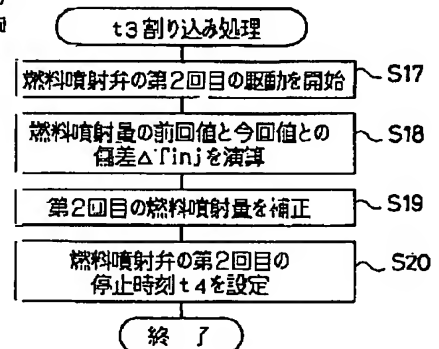 t3割り込み処理
燃料噴射弁の第2回目の駆動を開始
S17
燃料噴射量の前回値と今回値との
偏差ΔTinjを演算
S18
第2回目の燃料噴射量を補正
S19
燃料噴射弁の第2回目の
停止時刻t4を設定
S20
終 了